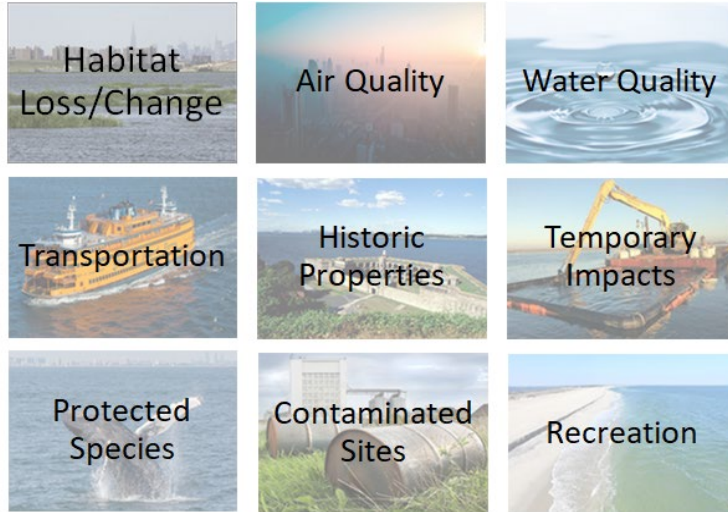 Habitat
Loss/Change
Air Quality
Water Quality
Transportation
Historic
Properties
Temporary
Impacts
Protected
Species
Contaminated
Sites
Recreation